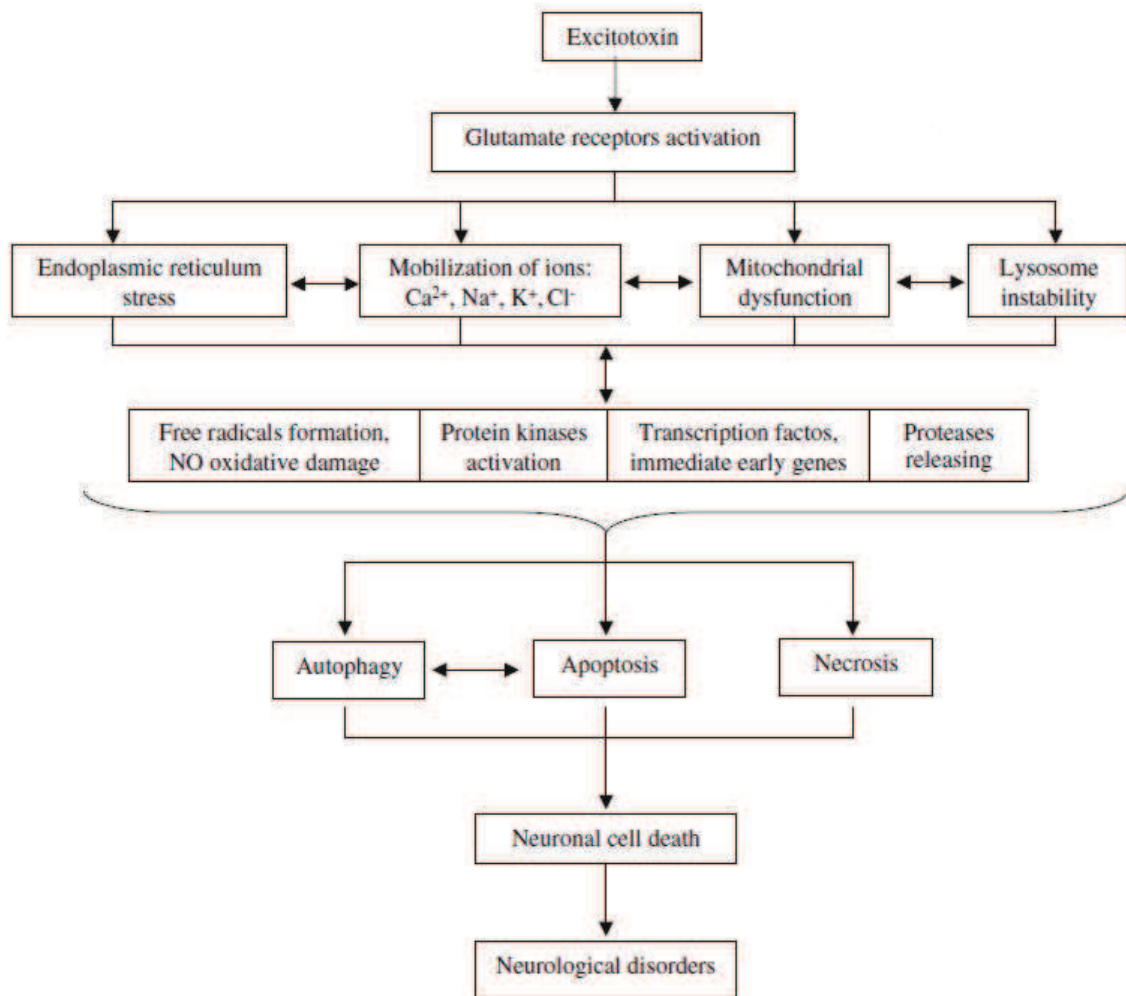 Excitotoxin
Glutamate receptors activation
Endoplasmic reticulum
stress
Mobilization of ions:
Ca²⁺, Na⁺, K⁺, Cl⁻
Mitochondrial
dysfunction
Lysosome
instability
Free radicals formation,
NO oxidative damage
Protein kinases
activation
Transcription factos,
immediate early genes
Proteases
releasing
Autophagy
Apoptosis
Necrosis
Neuronal cell death
Neurological disorders